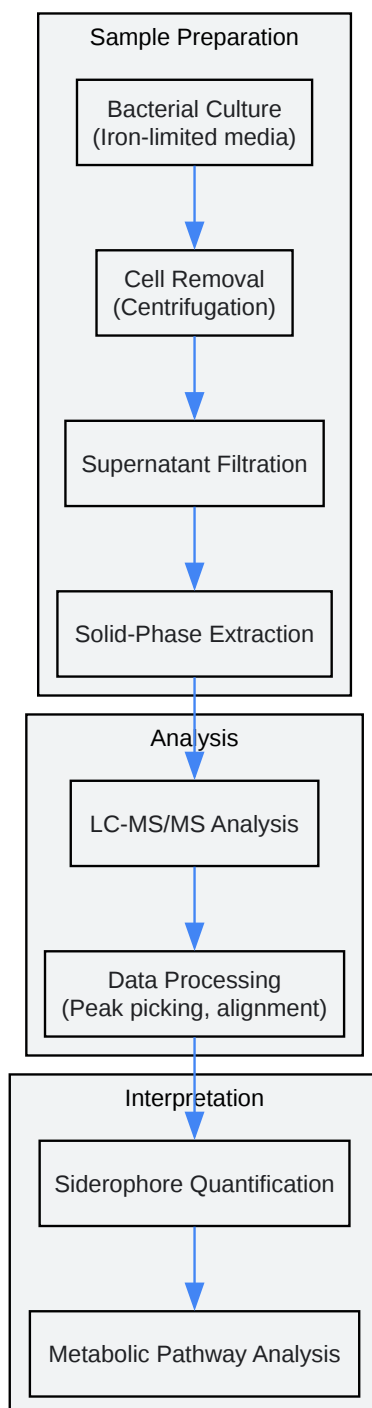 Sample Preparation
Bacterial Culture
(Iron-limited media)
Cell Removal
(Centrifugation)
Supernatant Filtration
Solid-Phase Extraction
Analysis
LC-MS/MS Analysis
Data Processing
(Peak picking, alignment)
Interpretation
Siderophore Quantification
Metabolic Pathway Analysis